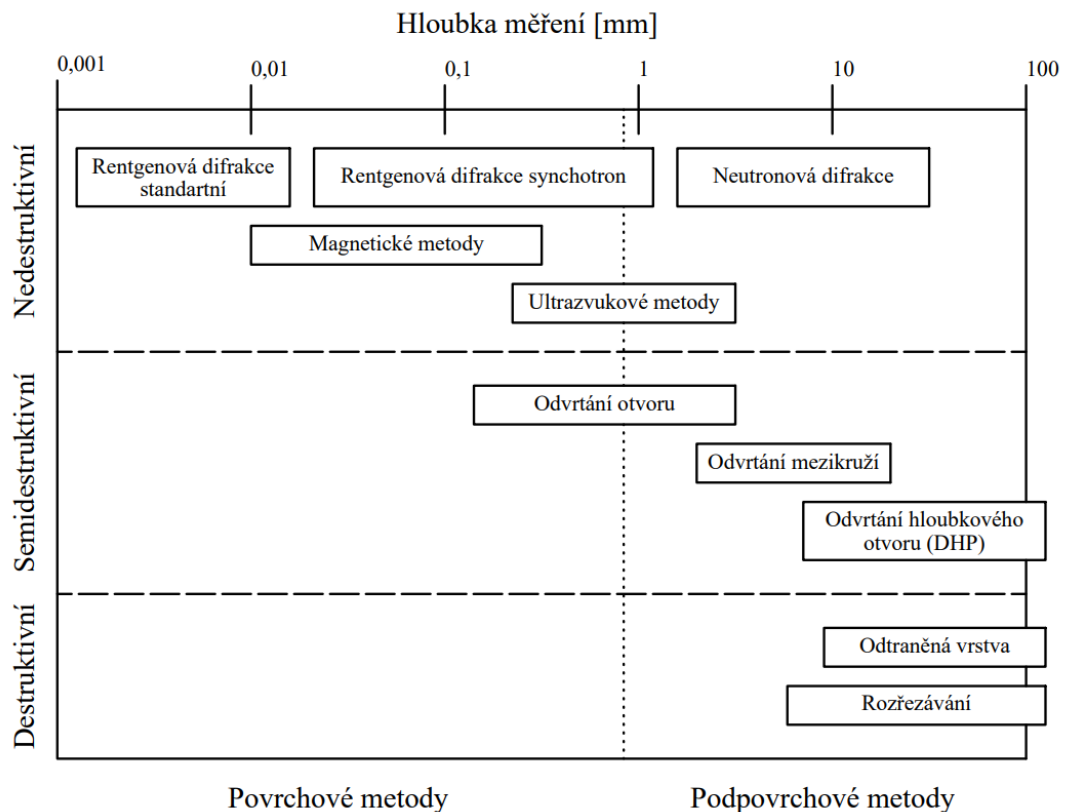 Hloubka měření [mm]
0,001
0,01
0,1
1
10
100
Nedestruktivní
Rentgenová difrakce
standartní
Rentgenová difrakce synchotron
Neutronová difrakce
Magnetické metody
Ultrazvukové metody
Semidestruktivní
Odvrtání otvoru
Odvrtání mezikruží
Odvrtání hloubkového
otvoru (DHP)
Destruktivní
Odtraněná vrstva
Rozřezávání
Povrchové metody
Podpovrchové metody